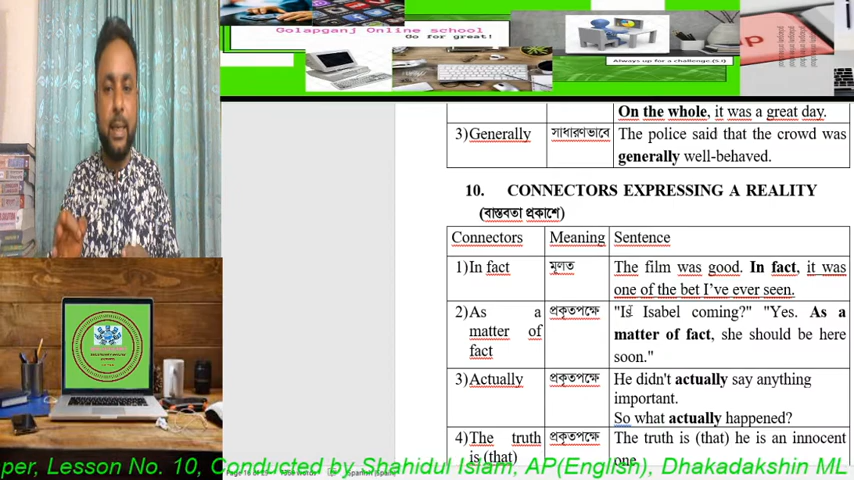 Golapganj Online school
Go for great!
Always up for a challenge.(S.I)
On the whole, it was a great day.
3)Generally সাধারণভাবে The police said that the crowd was
generally well-behaved.
10. CONNECTORS EXPRESSING A REALITY
(বাস্তবতা প্রকাশে)
Connectors Meaning Sentence
1)In fact মূলত The film was good. In fact, it was
one of the bet I've ever seen.
2)As a matter of fact প্রকৃতপক্ষে "Is Isabel coming?" "Yes. As a
matter of fact, she should be here
soon."
3)Actually প্রকৃতপক্ষে He didn't actually say anything
important.
So what actually happened?
4)The truth is (that) প্রকৃতপক্ষে The truth is (that) he is an innocent
one.
per, Lesson No. 10, Conducted by Shahidul Islam, AP(English), Dhakadakshin ML